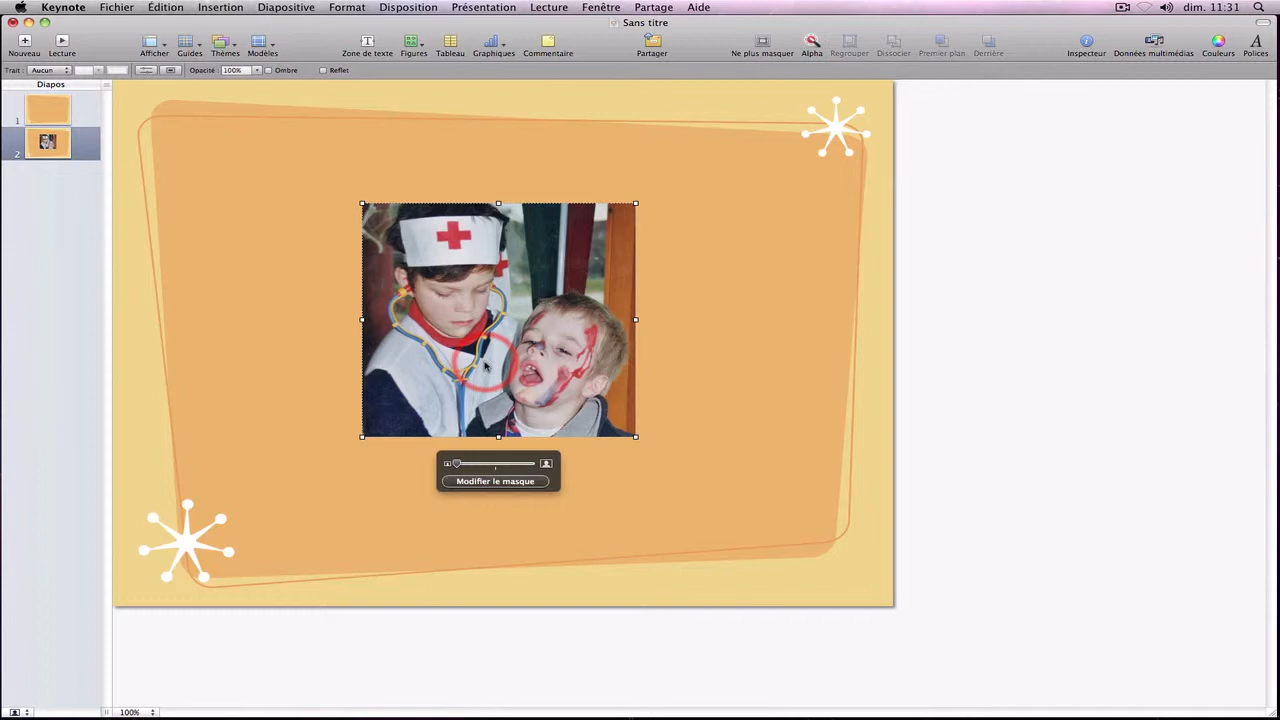 Keynote Fichier Édition Insertion Diapositive Format Disposition Présentation Lecture Fenêtre Partage Aide dim. 11:31
Sans titre
Nouveau Lecture Afficher Guides Thèmes Modèles Zone de texte Figures Tableau Graphiques Commentaire Partager Ne plus masquer Alpha Regrouper Dissocier Premier plan Derrière Inspecteur Données multimédias Couleurs Polices
Trait : Aucun Opacité : 100% Ombre Reflet
Diapos
1
2
Modifier le masque
100%